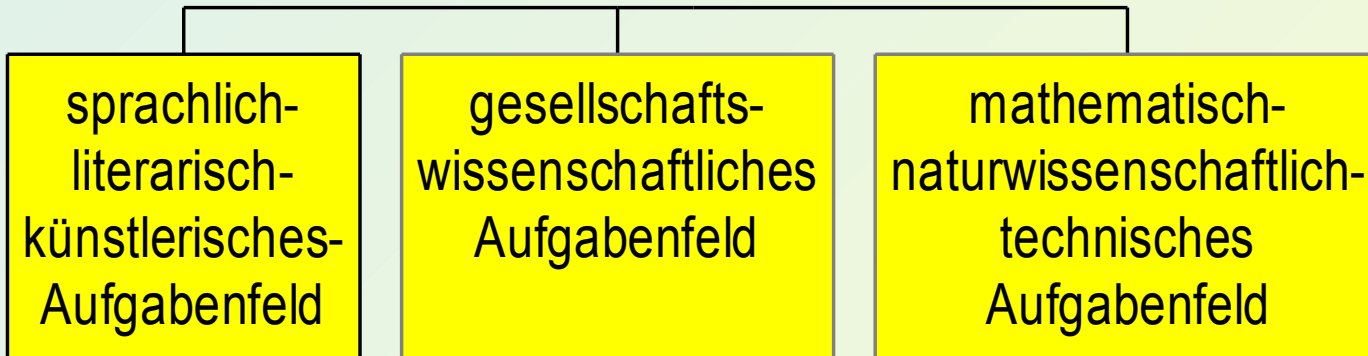 sprachlich-
literarisch-
künstlerisches-
Aufgabenfeld
gesellschafts-
wissenschaftliches
Aufgabenfeld
mathematisch-
naturwissenschaftlich-
technisches
Aufgabenfeld